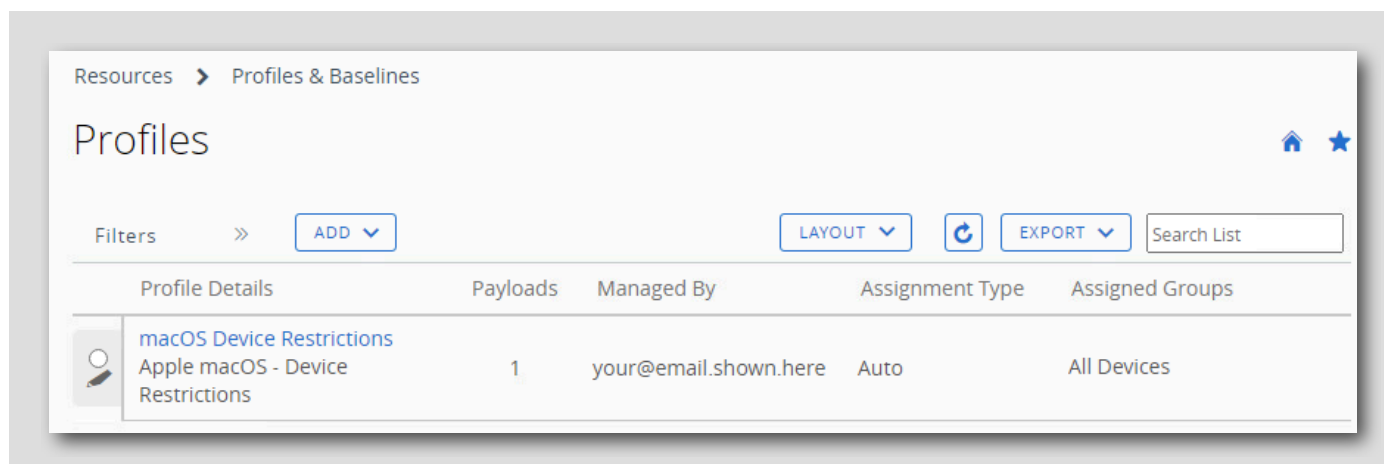 Resources > Profiles & Baselines
Profiles
Filters » ADD LAYOUT EXPORT Search List
Profile Details Payloads Managed By Assignment Type Assigned Groups
macOS Device Restrictions
Apple macOS - Device
Restrictions
1 your@email.shown.here Auto All Devices